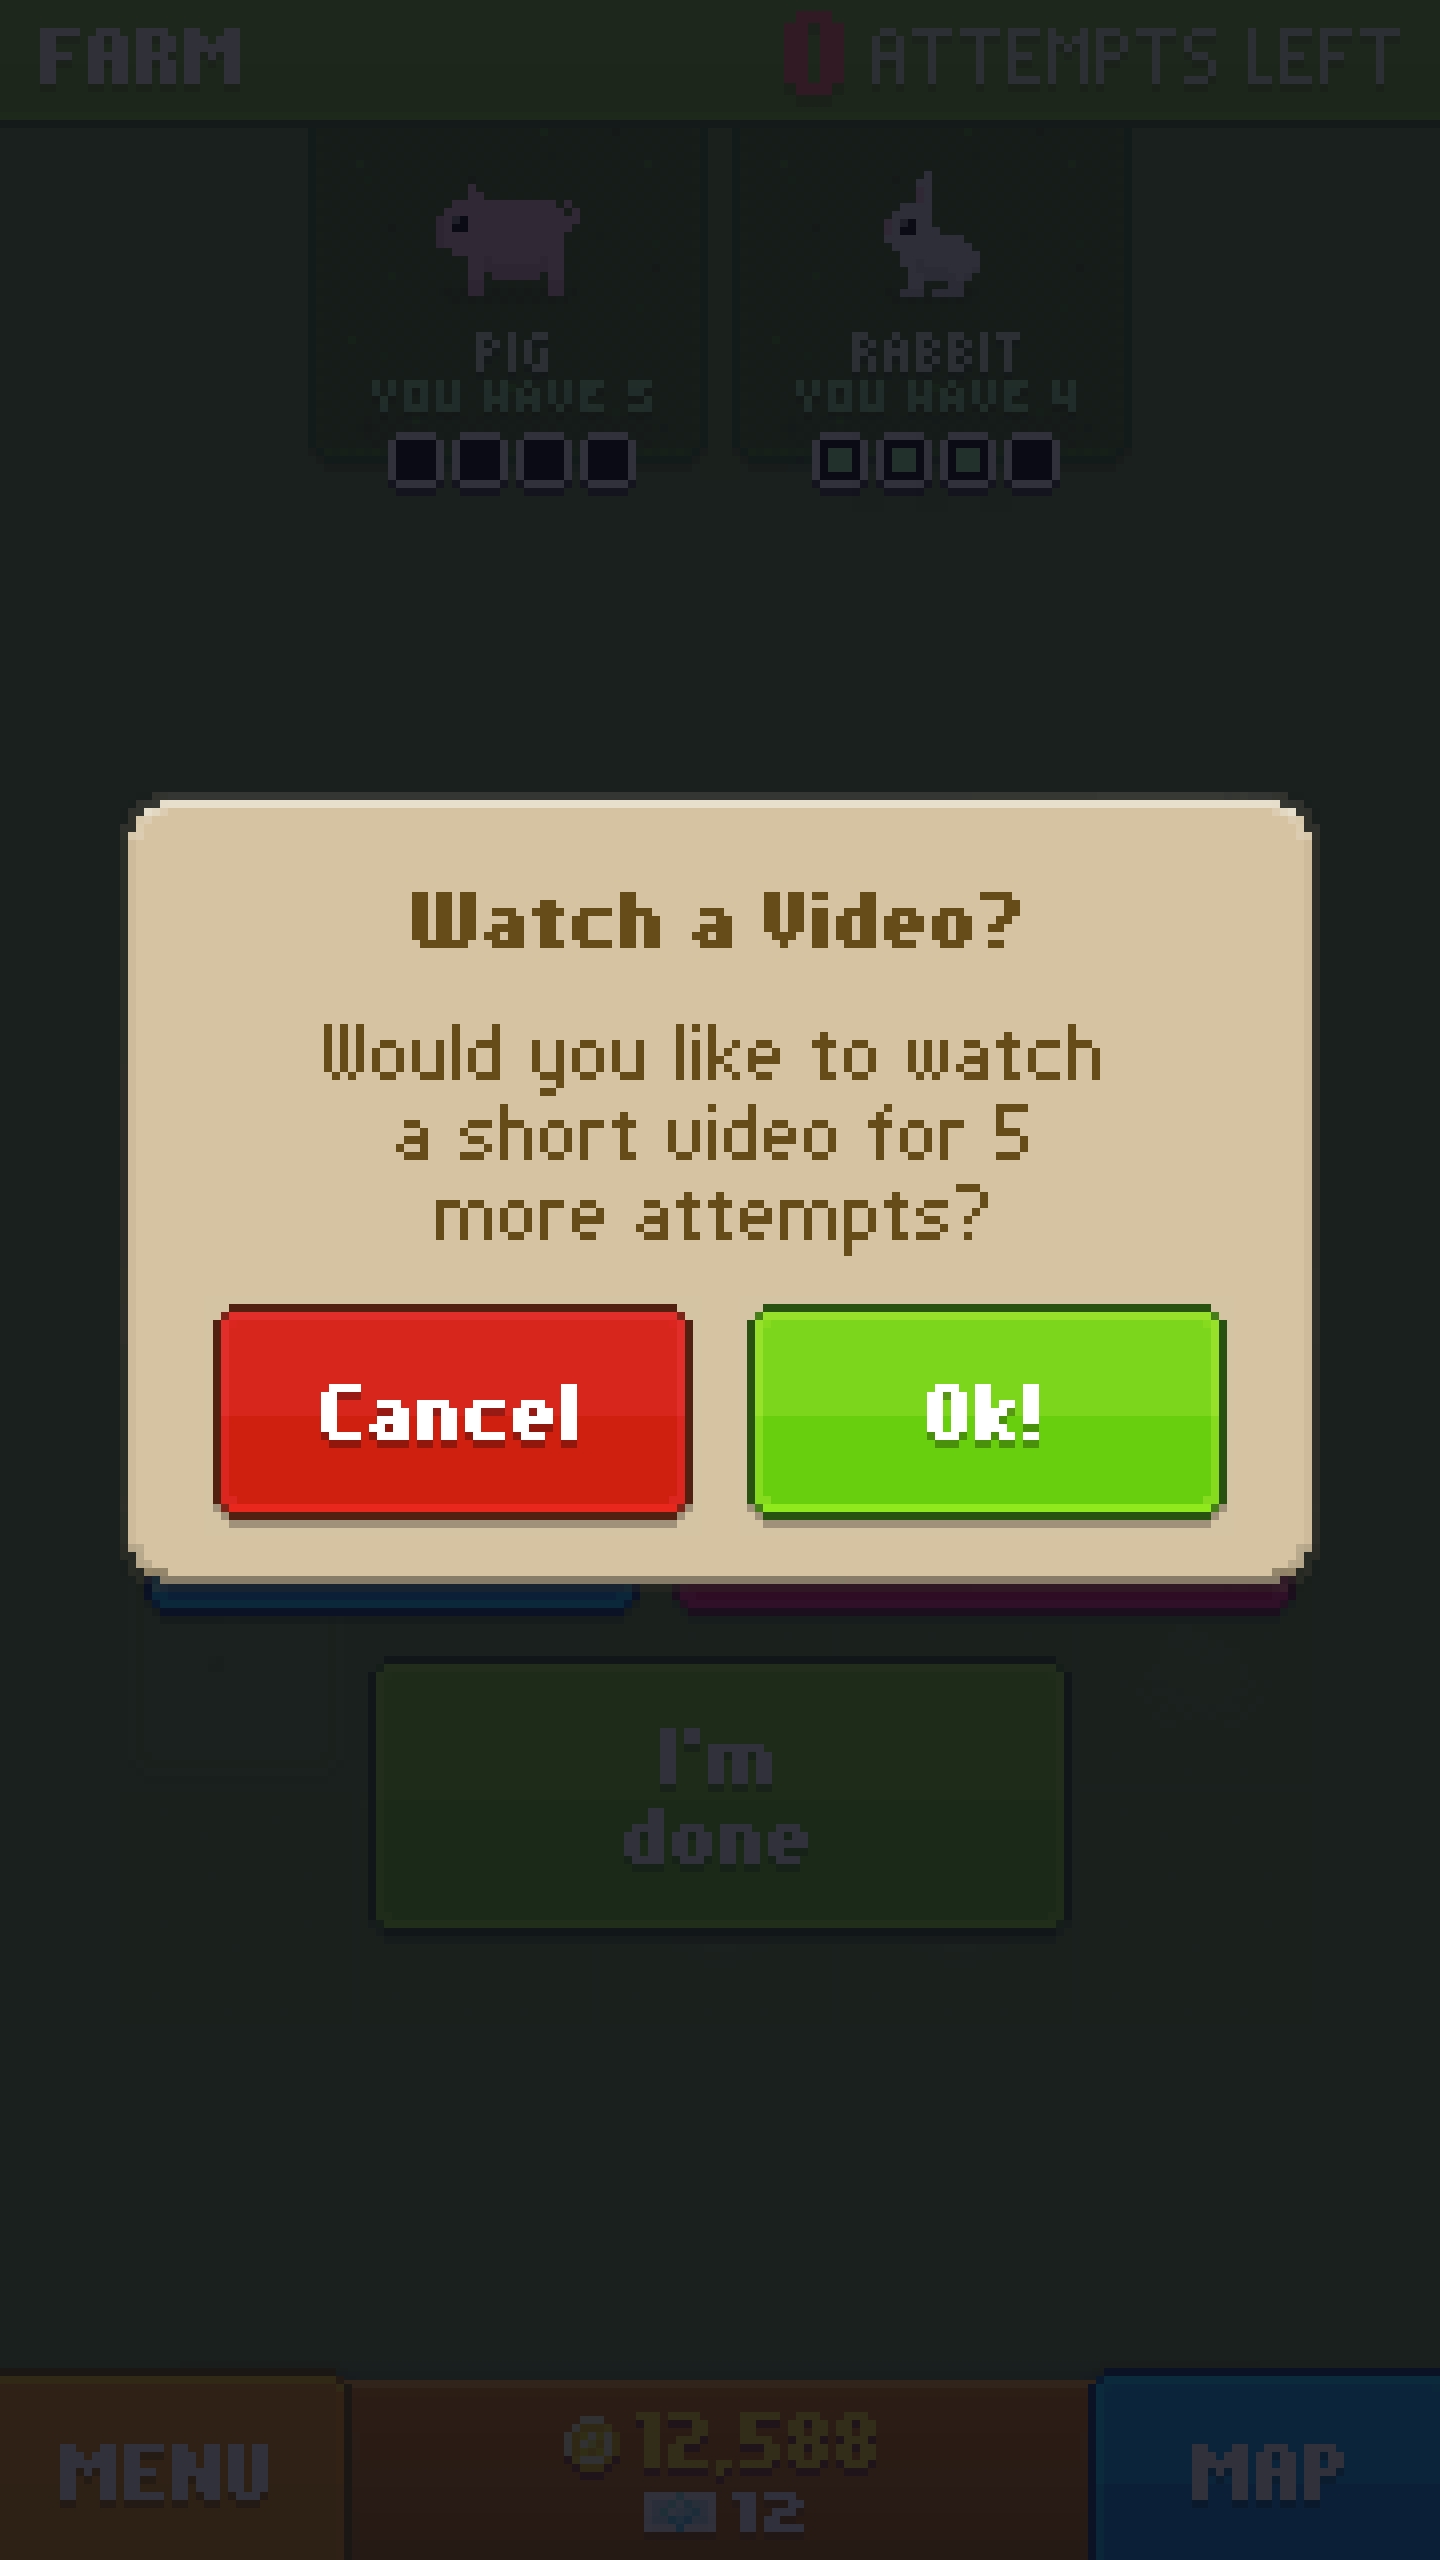 FARM
0 ATTEMPTS LEFT
PIG
YOU HAVE 5
RABBIT
YOU HAVE 4
Watch a Video?
Would you like to watch
a short video for 5
more attempts?
Cancel
Ok!
I'm
done
MENU
12,588
12
MAP